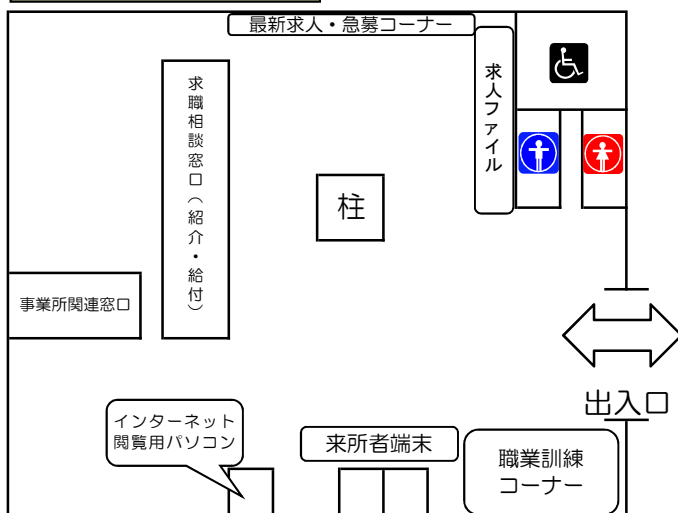 最新求人・急募コーナー
求人ファイル
求職相談窓口（紹介・給付）
柱
事業所関連窓口
出入口
インターネット
閲覧用パソコン
来所者端末
職業訓練
コーナー